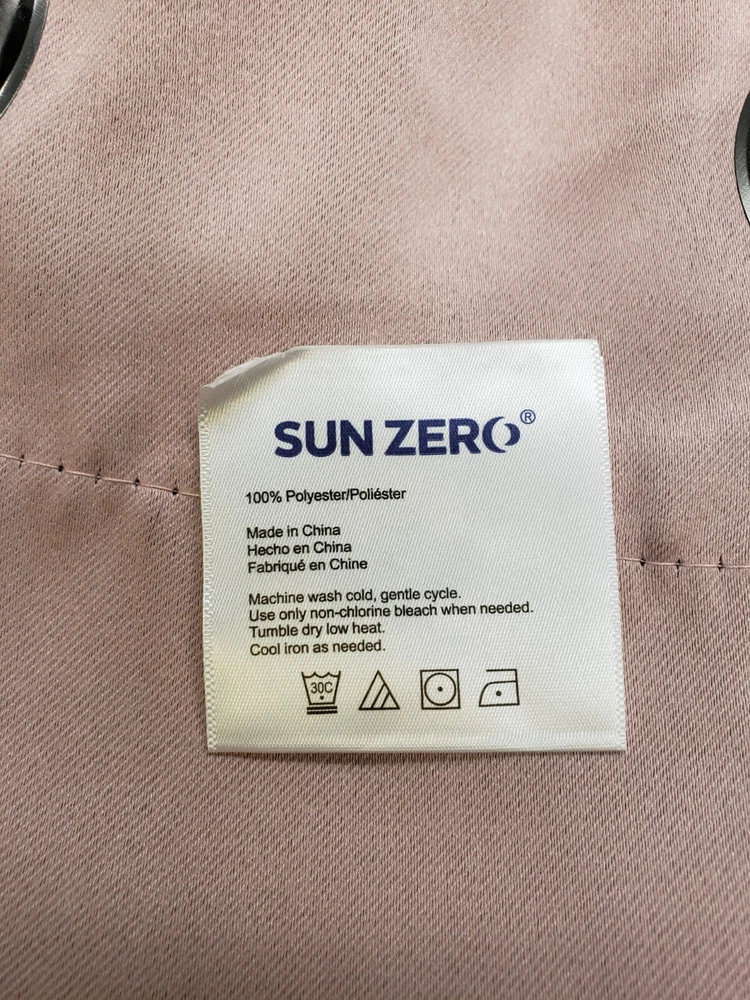 SUN ZERO®
100% Polyester/Poliéster
Made in China
Hecho en China
Fabriqué en Chine
Machine wash cold, gentle cycle.
Use only non-chlorine bleach when needed.
Tumble dry low heat.
Cool iron as needed.
30C